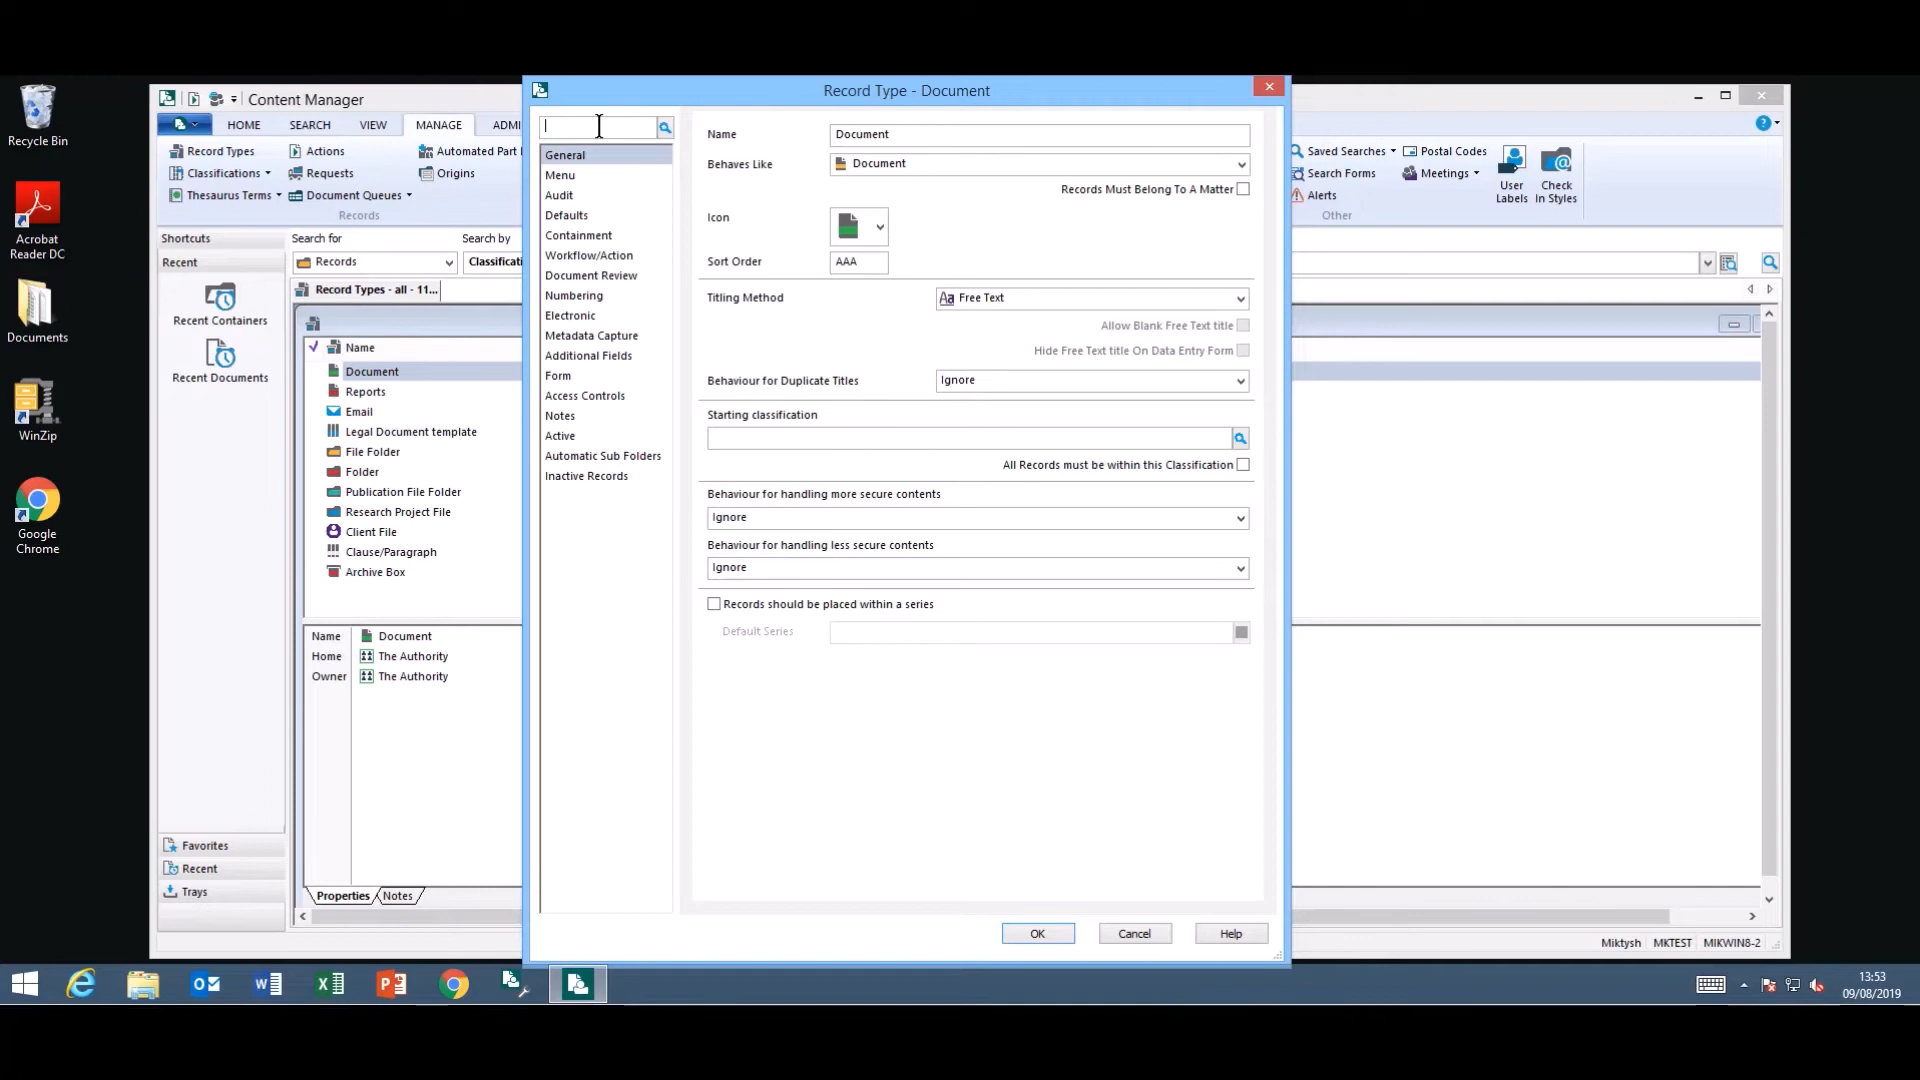 Recycle Bin
Acrobat Reader DC
Documents
WinZip
Google Chrome
Content Manager
HOME SEARCH VIEW MANAGE ADMI
Record Types Actions Automated Part
Classifications Requests Origins
Thesaurus Terms Document Queues
Records
Saved Searches Postal Codes
Search Forms Meetings
Alerts
User Labels
Check In Styles
Other
Shortcuts
Recent
Recent Containers
Recent Documents
Favorites
Recent
Trays
Search for Search by
Records Classificati
Record Types - all - 11...
Name
Document
Reports
Email
Legal Document template
File Folder
Folder
Publication File Folder
Research Project File
Client File
Clause/Paragraph
Archive Box
Name Document
Home The Authority
Owner The Authority
Properties Notes
Record Type - Document
General
Menu
Audit
Defaults
Containment
Workflow/Action
Document Review
Numbering
Electronic
Metadata Capture
Additional Fields
Form
Access Controls
Notes
Active
Automatic Sub Folders
Inactive Records
Name Document
Behaves Like Document
Records Must Belong To A Matter
Icon
Sort Order AAA
Titling Method Aa Free Text
Allow Blank Free Text title
Hide Free Text title On Data Entry Form
Behaviour for Duplicate Titles Ignore
Starting classification
All Records must be within this Classification
Behaviour for handling more secure contents
Ignore
Behaviour for handling less secure contents
Ignore
Records should be placed within a series
Default Series
OK Cancel Help
Miktysh MKTEST MIKWIN8-2
13:53
09/08/2019